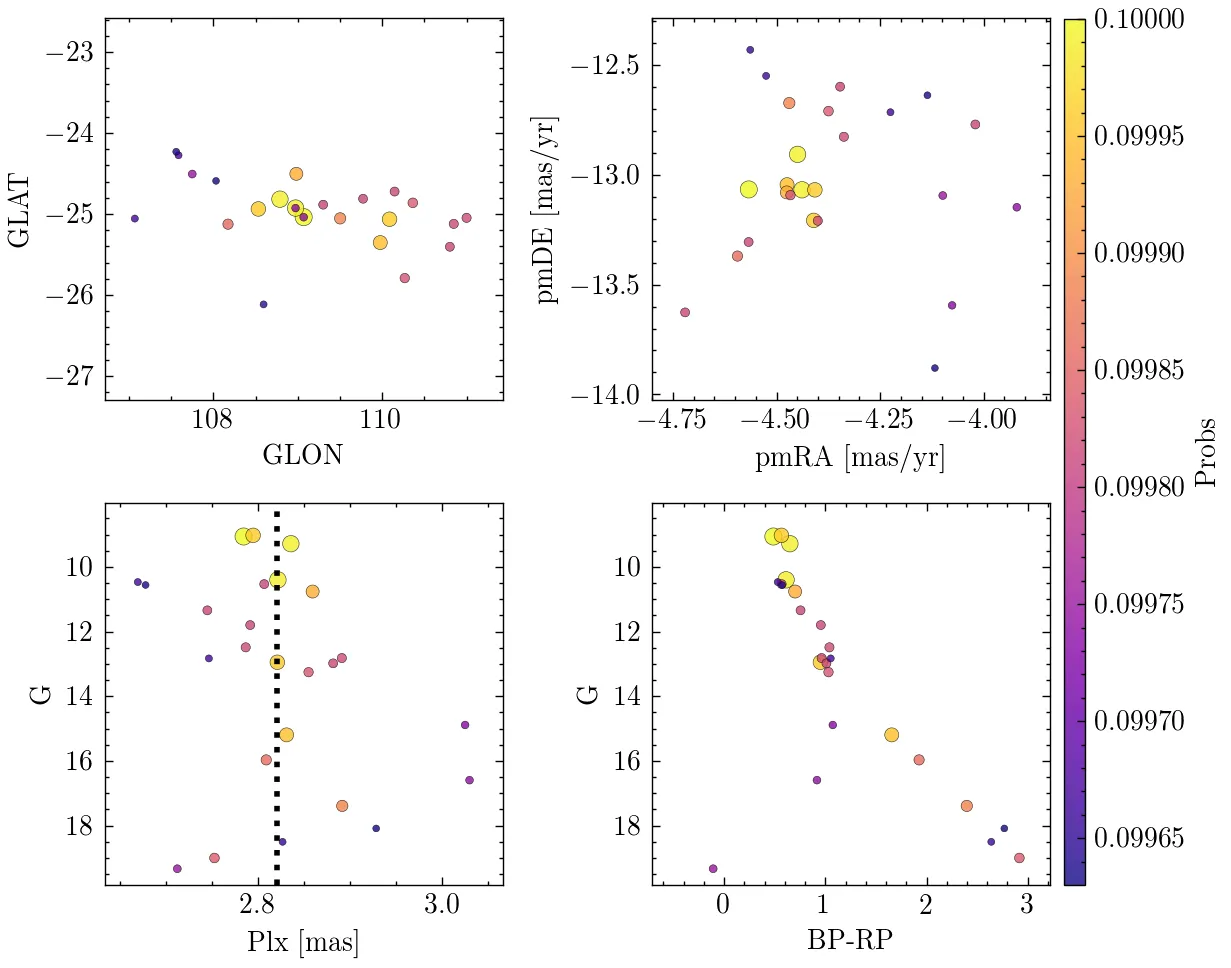 −23
−24
−25
−26
−27
GLAT
108 110
GLON
−12.5
−13.0
−13.5
−14.0
pmDE [mas/yr]
−4.75 −4.50 −4.25 −4.00
pmRA [mas/yr]
0.10000
0.09995
0.09990
0.09985
0.09980
0.09975
0.09970
0.09965
Probs
10
12
14
16
18
G
2.8 3.0
Plx [mas]
10
12
14
16
18
G
0 1 2 3
BP-RP